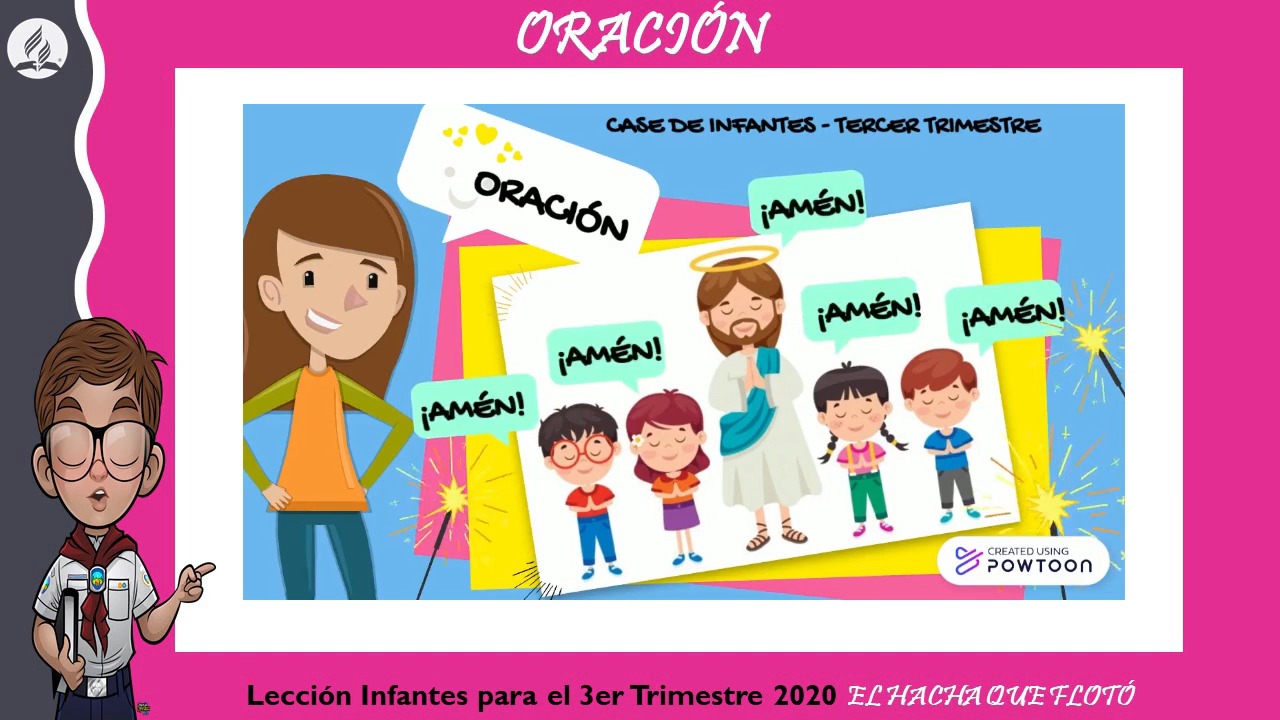 ORACIÓN
CASE DE INFANTES - TERCER TRIMESTRE
ORACIÓN
¡AMÉN!
¡AMÉN!
¡AMÉN!
¡AMÉN!
¡AMÉN!
CREATED USING
POWTOON
Lección Infantes para el 3er Trimestre 2020 EL HACHA QUE FLOTÓ